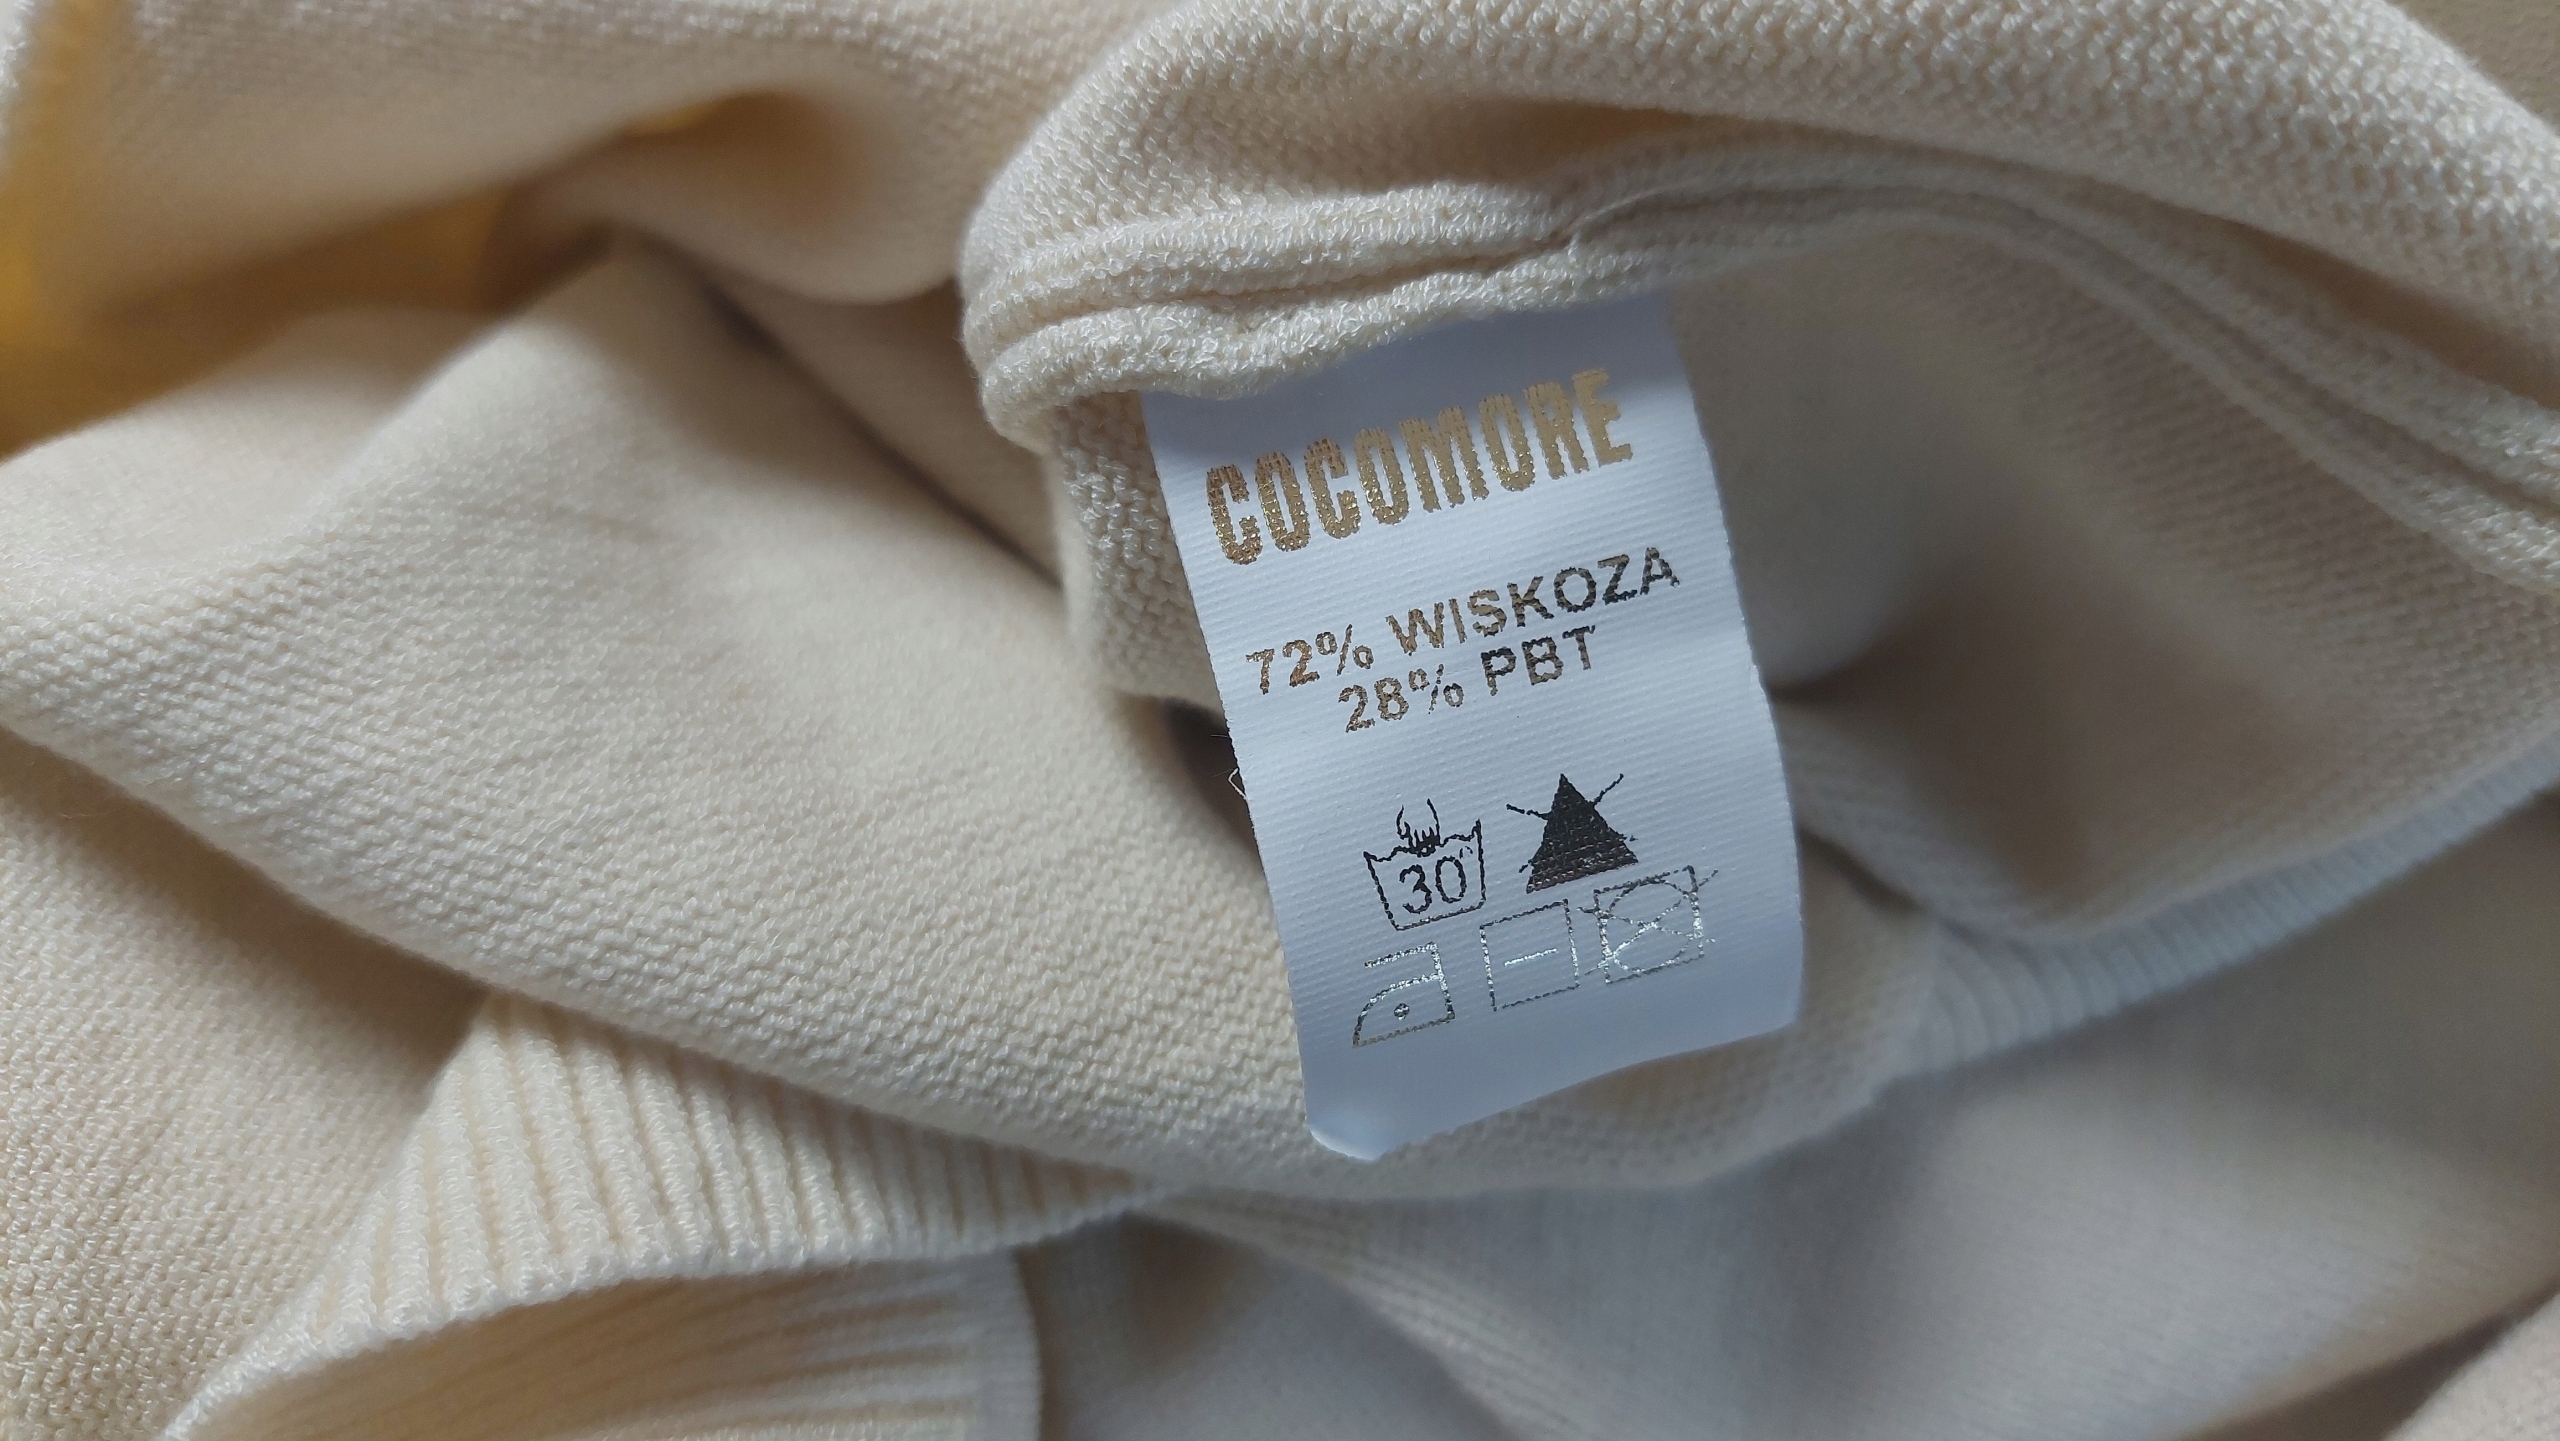 COCOMORE
72% WISKOZA
28% PBT
30°